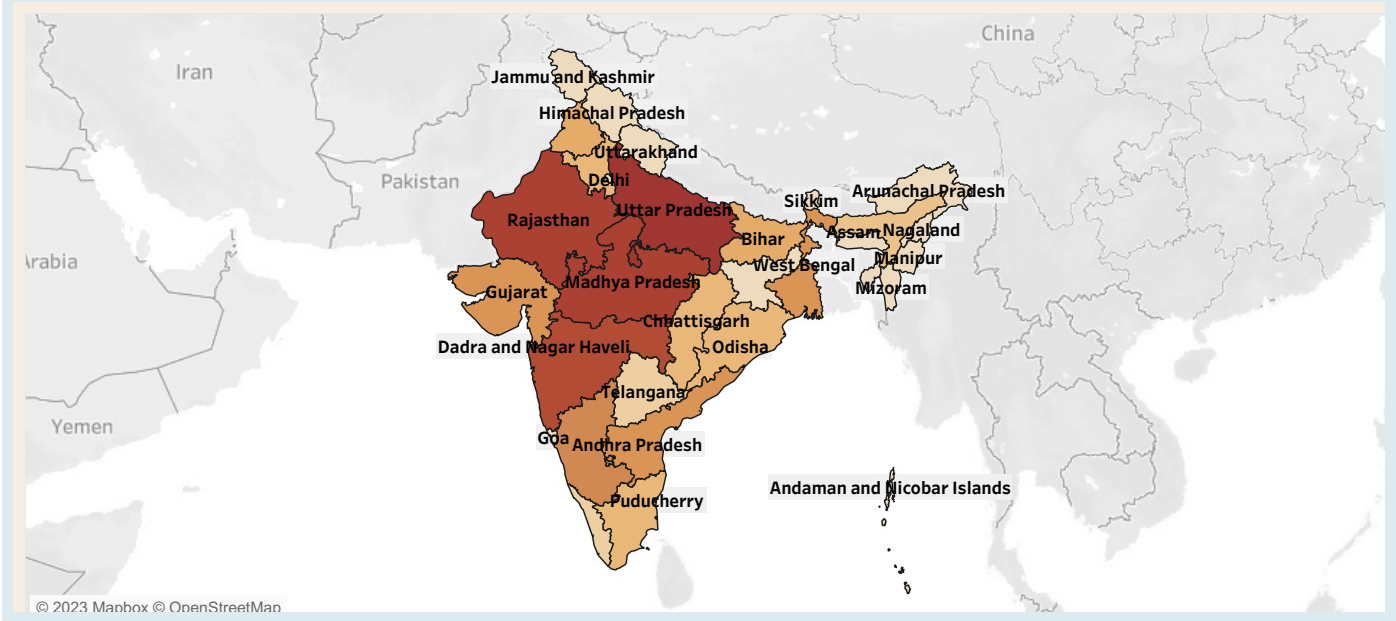 China
Iran
Jammu and Kashmir
Himachal Pradesh
Uttarakhand
Pakistan
Delhi
Arunachal Pradesh
Sikkim
Uttar Pradesh
Rajasthan
Assam
Nagaland
Bihar
Manipur
Arabia
West Bengal
Madhya Pradesh
Mizoram
Gujarat
Chhattisgarh
Dadra and Nagar Haveli
Odisha
Telangana
Yemen
Goa
Andhra Pradesh
Andaman and Nicobar Islands
Puducherry
© 2023 Mapbox © OpenStreetMap